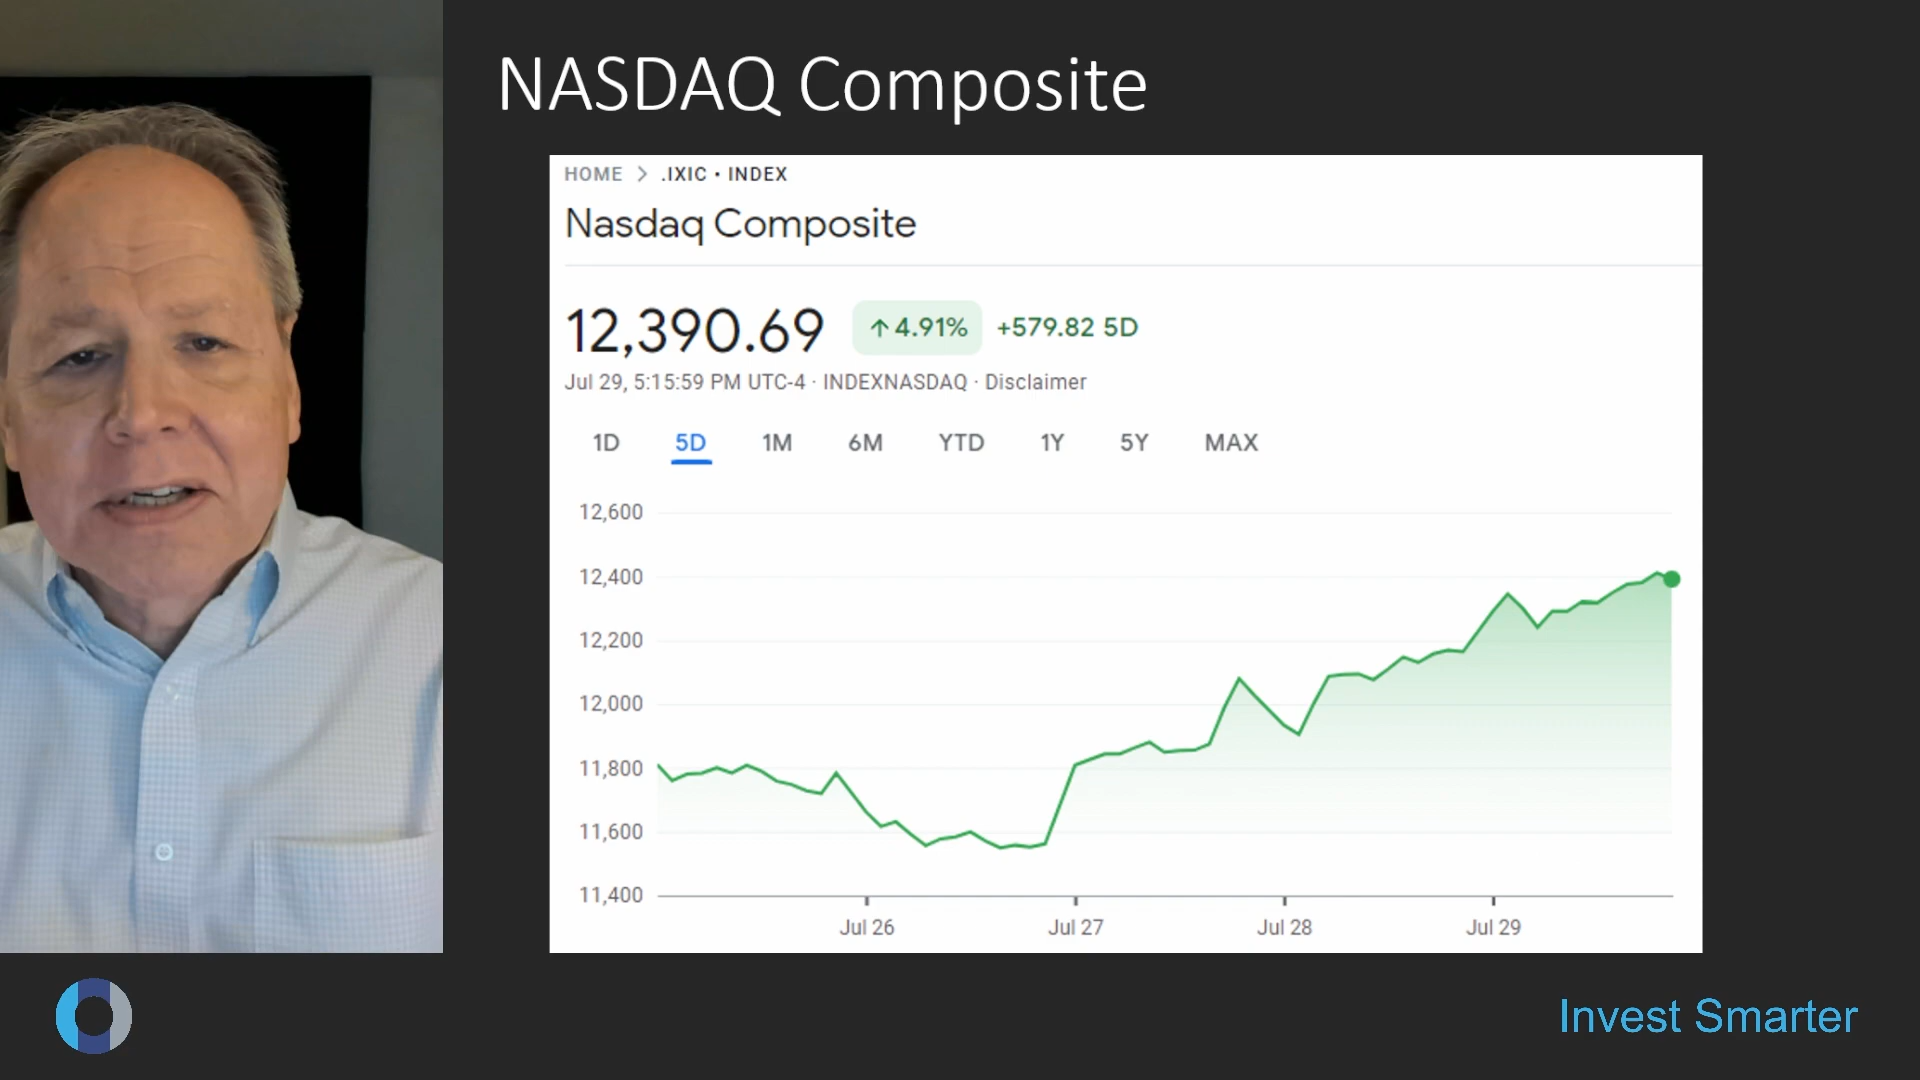 NASDAQ Composite
HOME > .IXIC • INDEX
Nasdaq Composite
12,390.69 ↑ 4.91% +579.82 5D
Jul 29, 5:15:59 PM UTC-4 · INDEXNASDAQ · Disclaimer
1D 5D 1M 6M YTD 1Y 5Y MAX
12,600
12,400
12,200
12,000
11,800
11,600
11,400
Jul 26 Jul 27 Jul 28 Jul 29
Invest Smarter